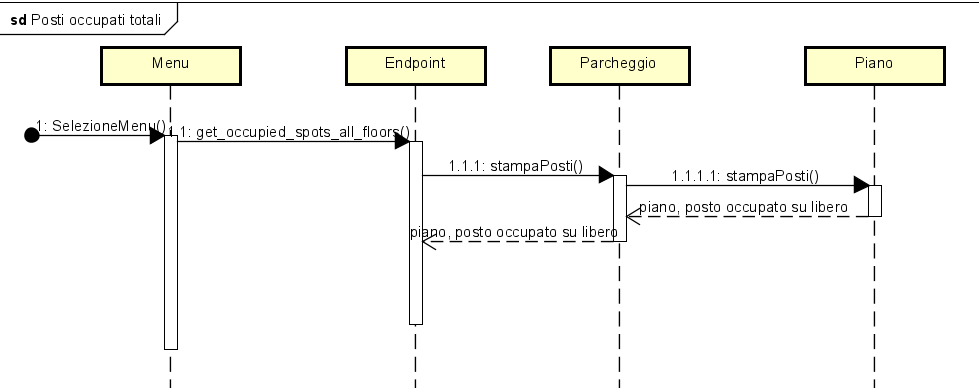 sd Posti occupati totali
Menu
Endpoint
Parcheggio
Piano
1: SelezioneMenu()
1.1: get_occupied_spots_all_floors()
1.1.1: stampaPosti()
1.1.1.1: stampaPosti()
piano, posto occupato su libero
piano, posto occupato su libero